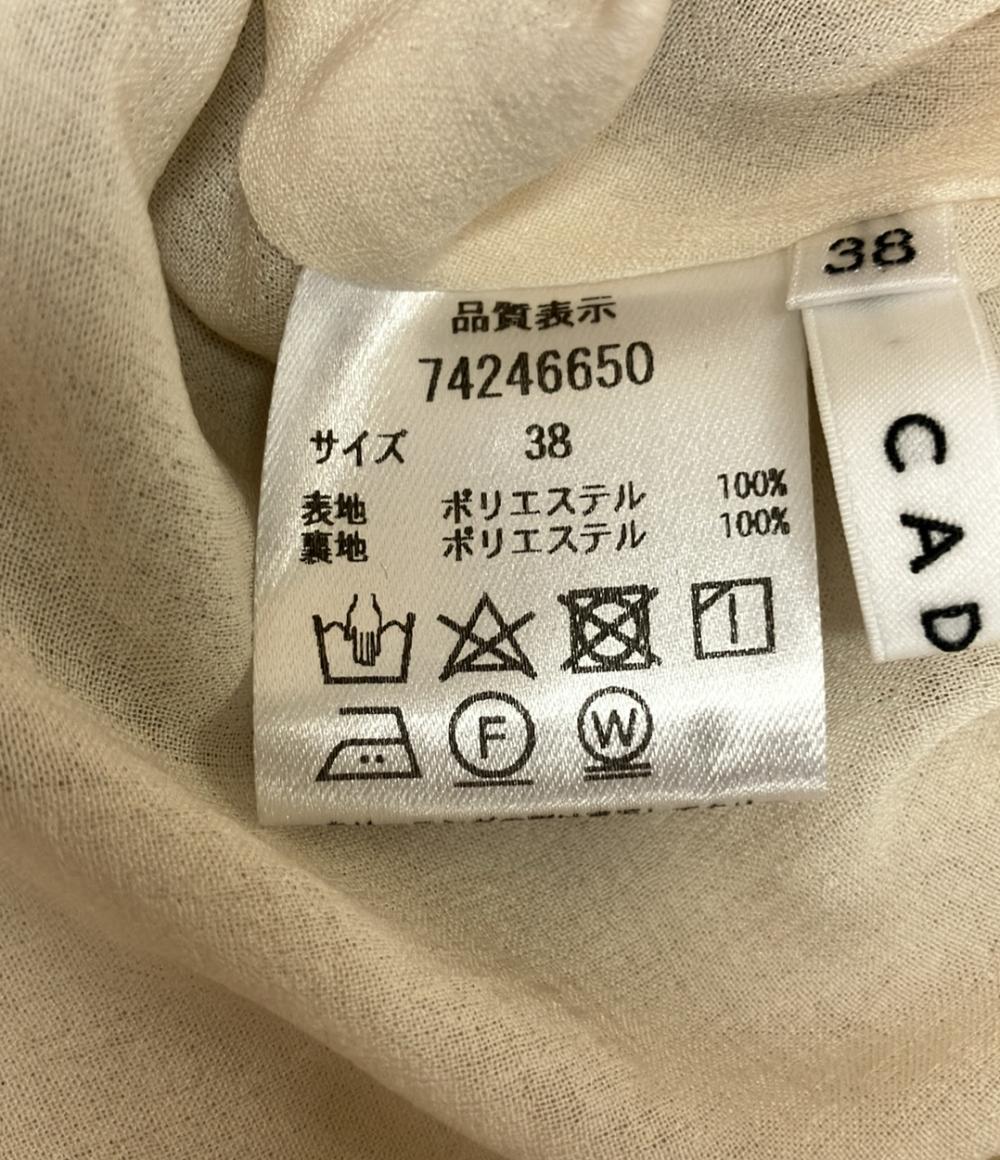 38
C A D
品質表示
74246650
サイズ 38
表地 ポリエステル 100%
裏地 ポリエステル 100%
F W